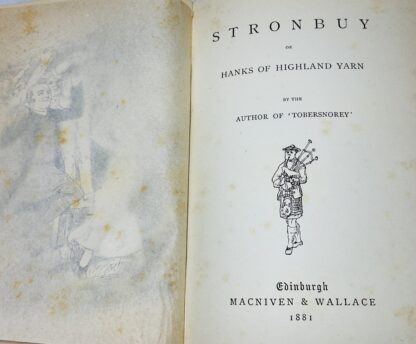 STRONBUY
OR
HANKS OF HIGHLAND YARN
BY THE
AUTHOR OF 'TOBERSNOREY'
Edinburgh
MACNIVEN & WALLACE
1881